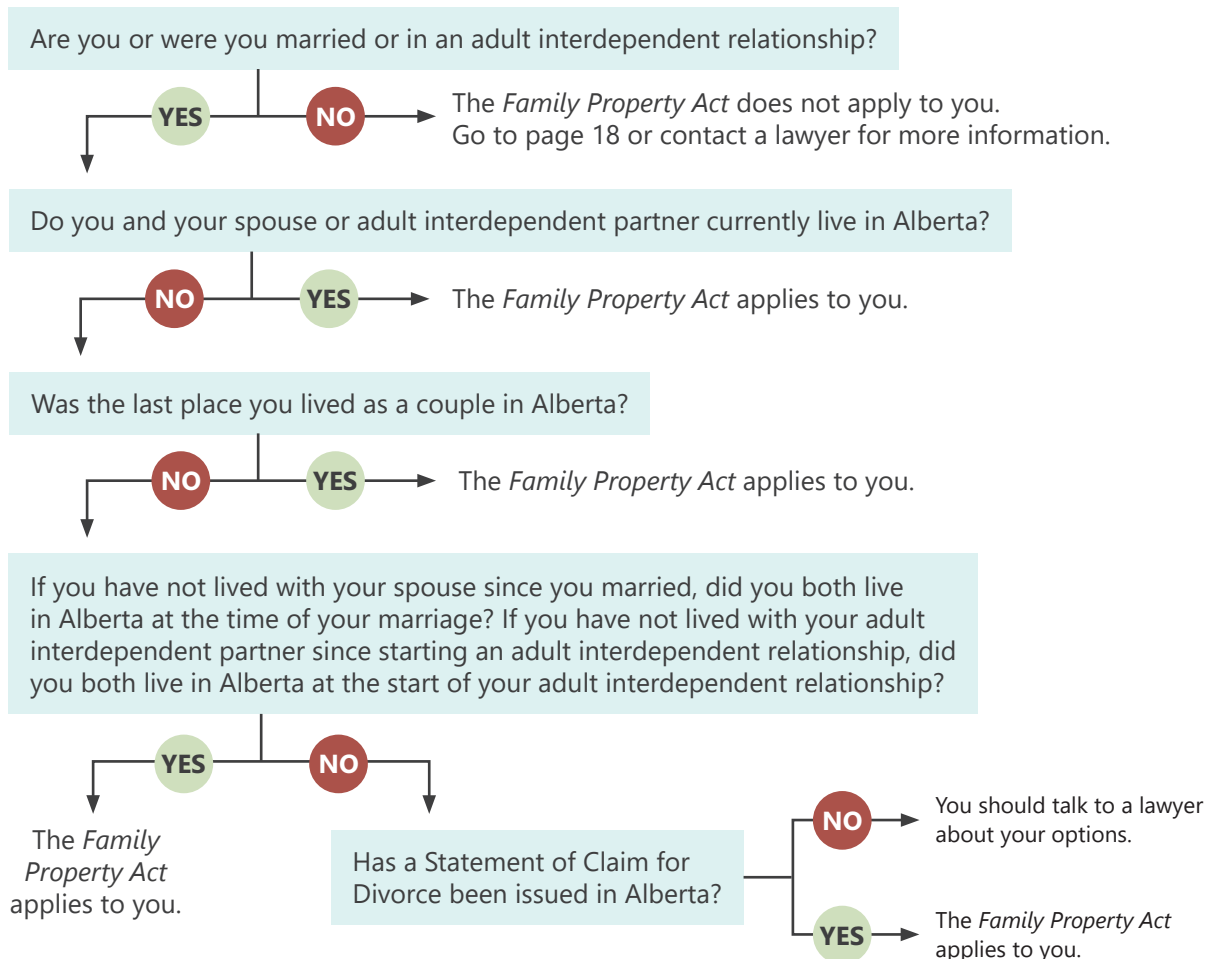 Are you or were you married or in an adult interdependent relationship?
YES
NO
The Family Property Act does not apply to you.
Go to page 18 or contact a lawyer for more information.
Do you and your spouse or adult interdependent partner currently live in Alberta?
NO
YES
The Family Property Act applies to you.
Was the last place you lived as a couple in Alberta?
NO
YES
The Family Property Act applies to you.
If you have not lived with your spouse since you married, did you both live
in Alberta at the time of your marriage? If you have not lived with your adult
interdependent partner since starting an adult interdependent relationship, did
you both live in Alberta at the start of your adult interdependent relationship?
YES
NO
The Family
Property Act
applies to you.
Has a Statement of Claim for
Divorce been issued in Alberta?
NO
You should talk to a lawyer
about your options.
YES
The Family Property Act
applies to you.